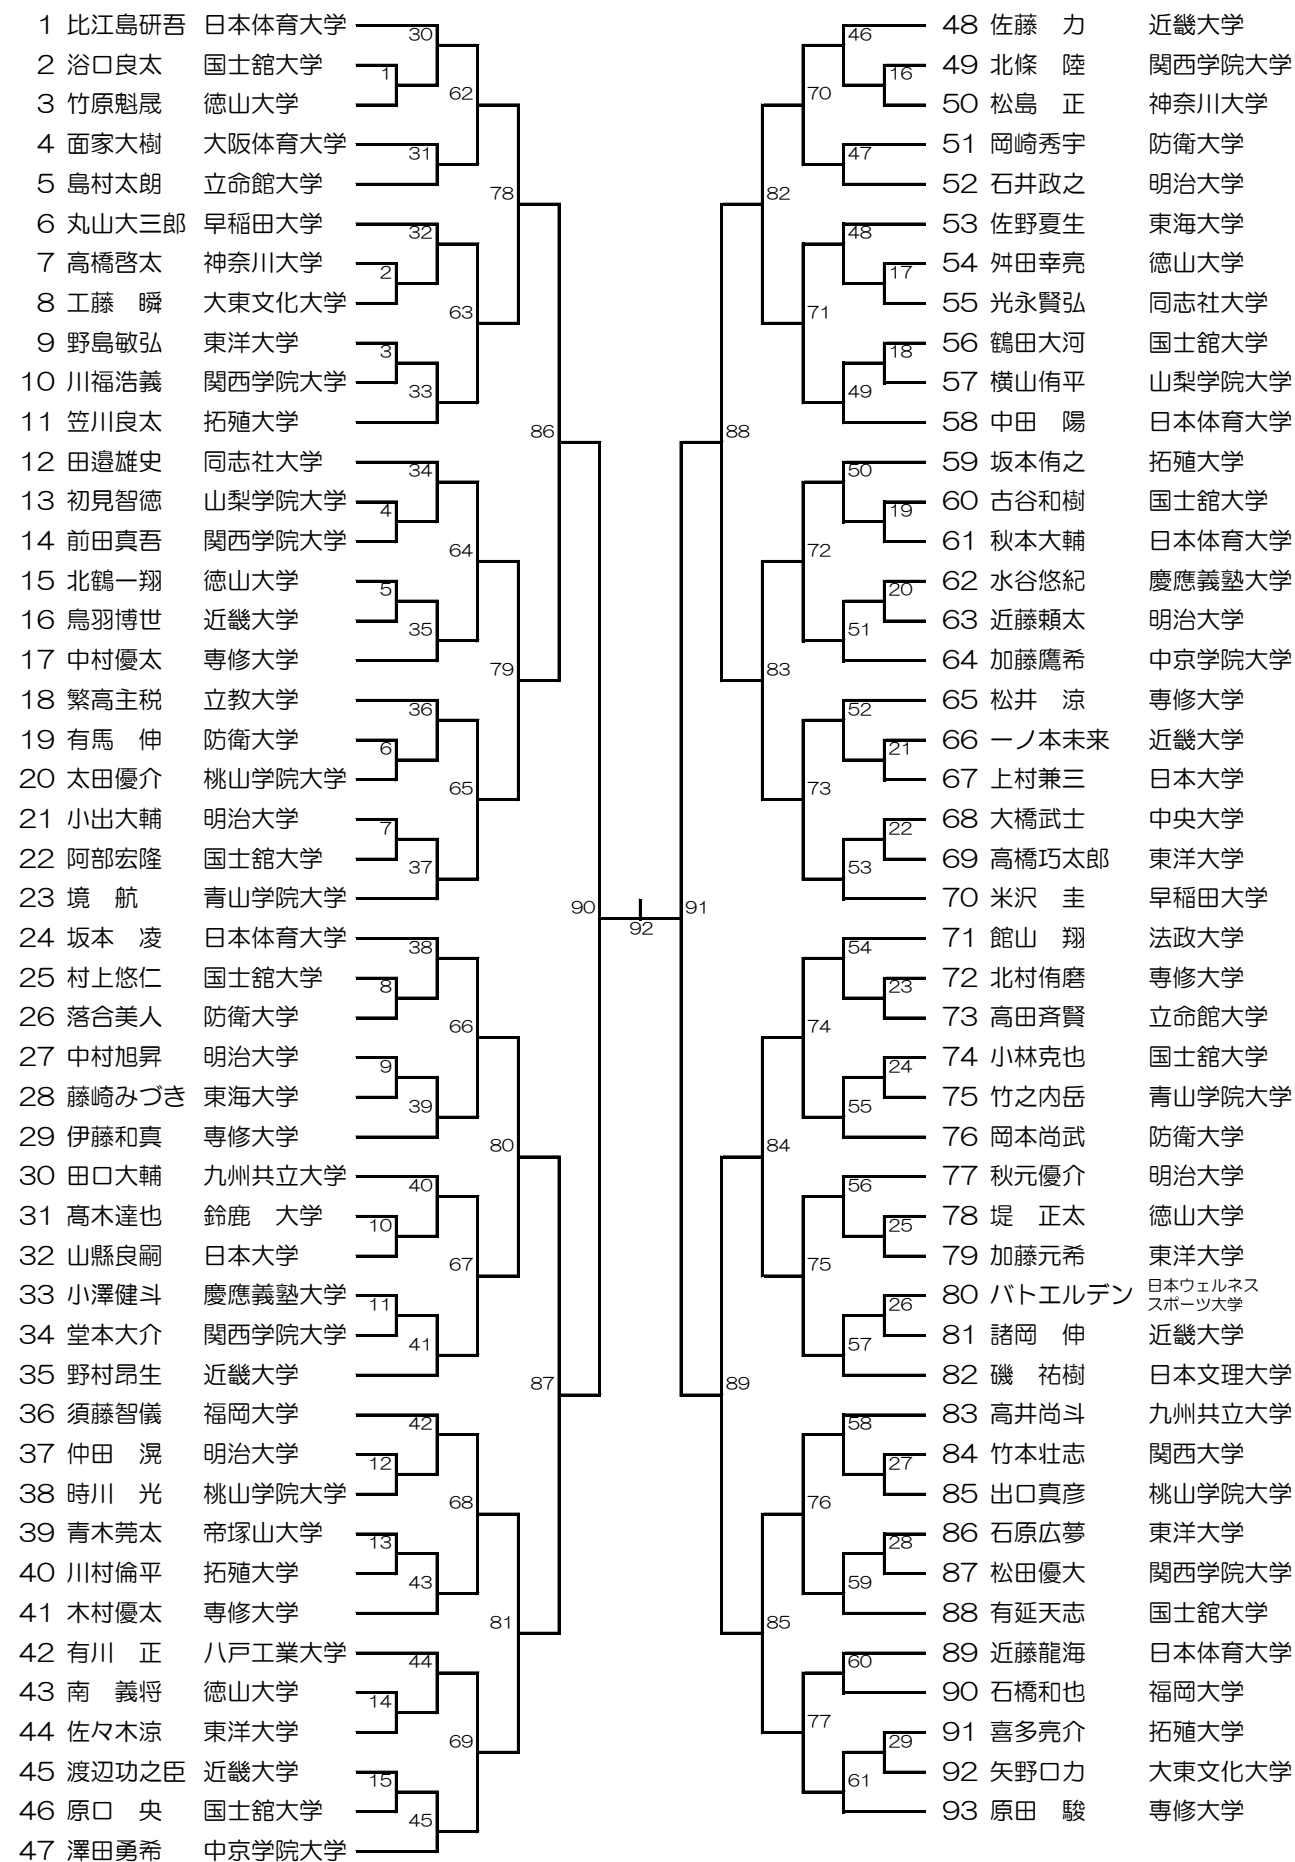 1 比江島研吾 日本体育大学
2 浴口良太 国士舘大学
3 竹原魁晟 徳山大学
4 面家大樹 大阪体育大学
5 島村太朗 立命館大学
6 丸山大三郎 早稲田大学
7 高橋啓太 神奈川大学
8 工藤 瞬 大東文化大学
9 野島敏弘 東洋大学
10 川福浩義 関西学院大学
11 笠川良太 拓殖大学
12 田邉雄史 同志社大学
13 初見智徳 山梨学院大学
14 前田真吾 関西学院大学
15 北鶴一翔 徳山大学
16 鳥羽博世 近畿大学
17 中村優太 専修大学
18 繁高主税 立教大学
19 有馬 伸 防衛大学
20 太田優介 桃山学院大学
21 小出大輔 明治大学
22 阿部宏隆 国士舘大学
23 境 航 青山学院大学
24 坂本 凌 日本体育大学
25 村上悠仁 国士舘大学
26 落合美人 防衛大学
27 中村旭昇 明治大学
28 藤崎みづき 東海大学
29 伊藤和真 専修大学
30 田口大輔 九州共立大学
31 髙木達也 鈴鹿 大学
32 山縣良嗣 日本大学
33 小澤健斗 慶應義塾大学
34 堂本大介 関西学院大学
35 野村昂生 近畿大学
36 須藤智儀 福岡大学
37 仲田 滉 明治大学
38 時川 光 桃山学院大学
39 青木莞太 帝塚山大学
40 川村倫平 拓殖大学
41 木村優太 専修大学
42 有川 正 八戸工業大学
43 南 義将 徳山大学
44 佐々木涼 東洋大学
45 渡辺功之臣 近畿大学
46 原口 央 国士舘大学
47 澤田勇希 中京学院大学
30
1
62
31
78
32
2
63
3
33
86
34
4
64
5
35
79
36
6
65
7
37
90
38
8
66
9
39
80
40
10
67
11
41
87
42
12
68
13
43
81
44
14
69
15
45
92
91
46
16
70
47
82
48
17
71
18
49
88
50
19
72
20
51
83
52
21
73
22
53
54
23
74
24
55
84
56
25
75
26
57
89
58
27
76
28
59
85
60
77
29
61
48 佐藤 力 近畿大学
49 北條 陸 関西学院大学
50 松島 正 神奈川大学
51 岡崎秀宇 防衛大学
52 石井政之 明治大学
53 佐野夏生 東海大学
54 舛田幸亮 徳山大学
55 光永賢弘 同志社大学
56 鶴田大河 国士舘大学
57 横山侑平 山梨学院大学
58 中田 陽 日本体育大学
59 坂本侑之 拓殖大学
60 古谷和樹 国士舘大学
61 秋本大輔 日本体育大学
62 水谷悠紀 慶應義塾大学
63 近藤頼太 明治大学
64 加藤鷹希 中京学院大学
65 松井 涼 専修大学
66 一ノ本未来 近畿大学
67 上村兼三 日本大学
68 大橋武士 中央大学
69 高橋巧太郎 東洋大学
70 米沢 圭 早稲田大学
71 館山 翔 法政大学
72 北村侑磨 専修大学
73 高田斉賢 立命館大学
74 小林克也 国士舘大学
75 竹之内岳 青山学院大学
76 岡本尚武 防衛大学
77 秋元優介 明治大学
78 堤 正太 徳山大学
79 加藤元希 東洋大学
80 バトエルデン 日本ウェルネス
スポーツ大学
81 諸岡 伸 近畿大学
82 磯 祐樹 日本文理大学
83 高井尚斗 九州共立大学
84 竹本壮志 関西大学
85 出口真彦 桃山学院大学
86 石原広夢 東洋大学
87 松田優大 関西学院大学
88 有延天志 国士舘大学
89 近藤龍海 日本体育大学
90 石橋和也 福岡大学
91 喜多亮介 拓殖大学
92 矢野口力 大東文化大学
93 原田 駿 専修大学